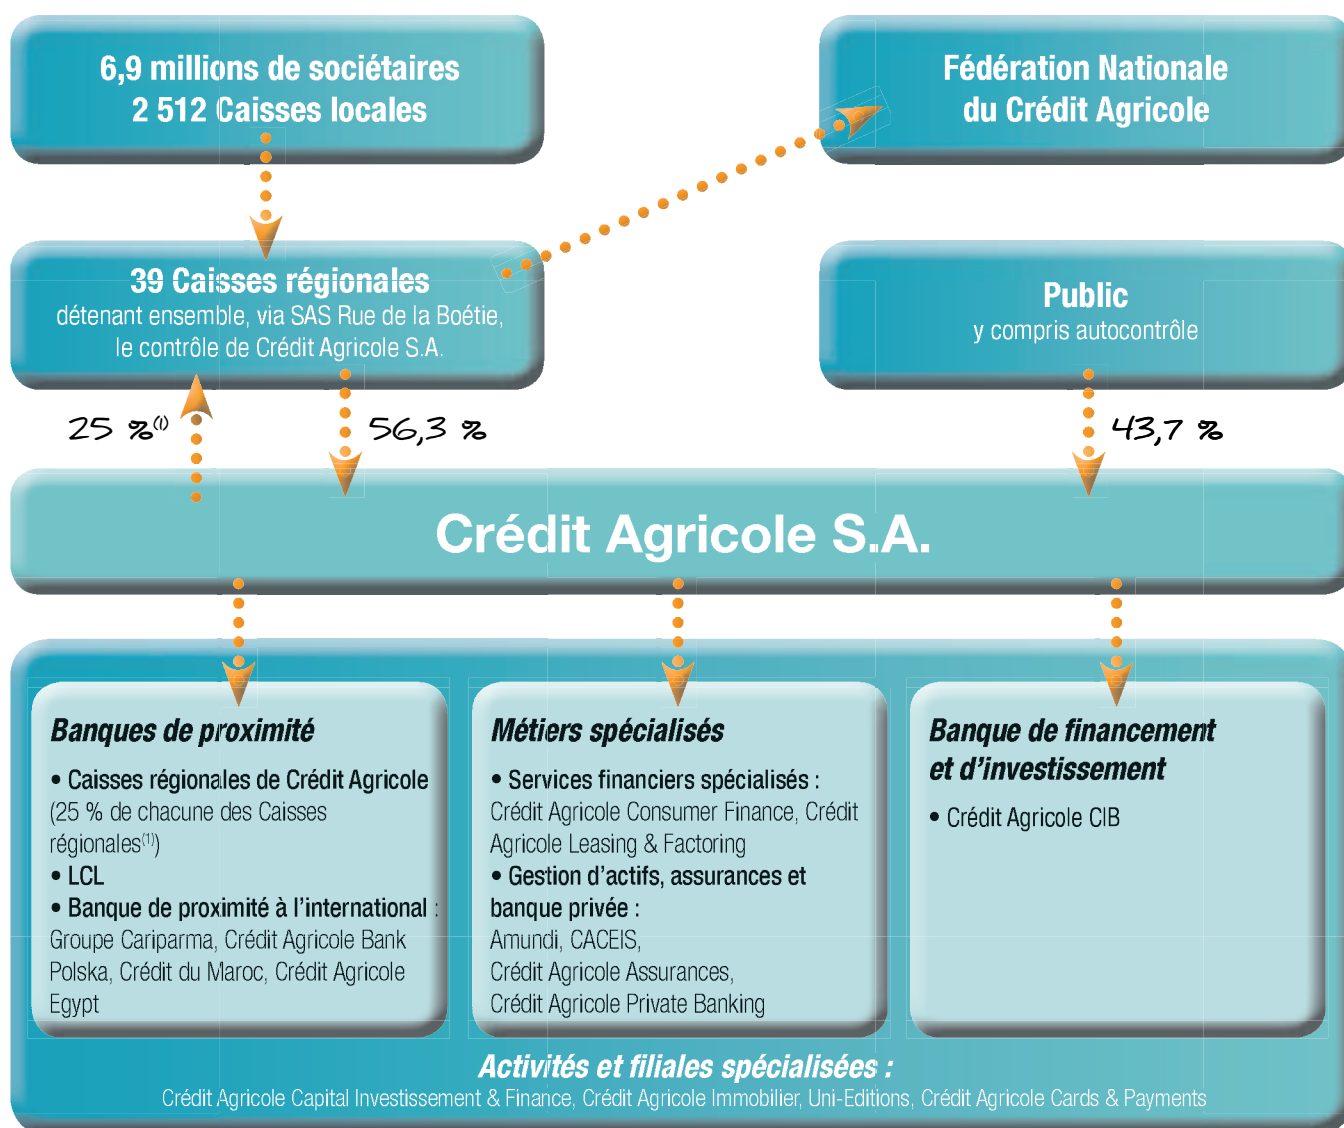 6,9 millions de sociétaires
2 512 Caisses locales
Fédération Nationale
du Crédit Agricole
39 Caisses régionales
détenant ensemble, via SAS Rue de la Boétie,
le contrôle de Crédit Agricole S.A.
Public
y compris autocontrôle
25 %(1)
56,3 %
43,7 %
Crédit Agricole S.A.
Banques de proximité
• Caisses régionales de Crédit Agricole
(25 % de chacune des Caisses
régionales(1))
• LCL
• Banque de proximité à l'international :
Groupe Cariparma, Crédit Agricole Bank
Polska, Crédit du Maroc, Crédit Agricole
Egypt
Métiers spécialisés
• Services financiers spécialisés :
Crédit Agricole Consumer Finance, Crédit
Agricole Leasing & Factoring
• Gestion d'actifs, assurances et
banque privée :
Amundi, CACEIS,
Crédit Agricole Assurances,
Crédit Agricole Private Banking
Banque de financement
et d'investissement
• Crédit Agricole CIB
Activités et filiales spécialisées :
Crédit Agricole Capital Investissement & Finance, Crédit Agricole Immobilier, Uni-Editions, Crédit Agricole Cards & Payments